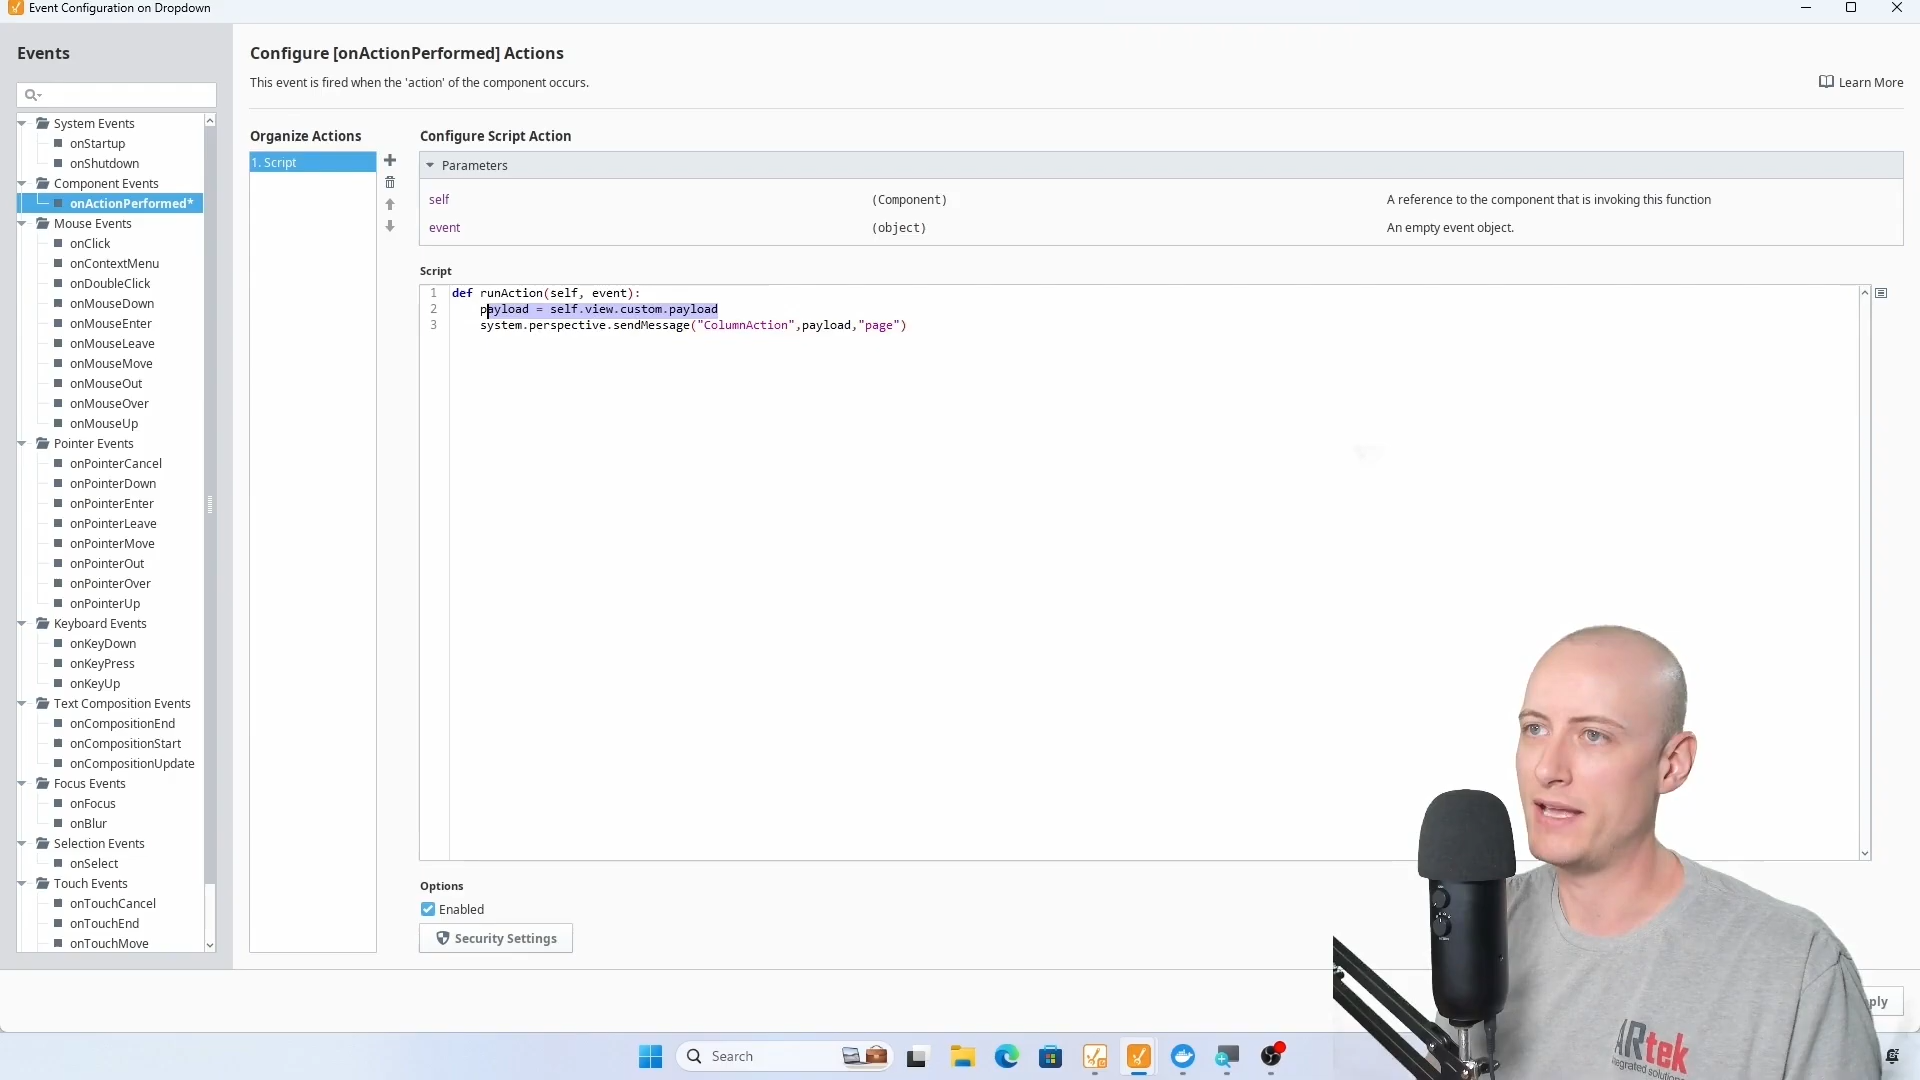 Event Configuration on Dropdown
Events
System Events
onStartup
onShutdown
Component Events
onActionPerformed*
Mouse Events
onClick
onContextMenu
onDoubleClick
onMouseDown
onMouseEnter
onMouseLeave
onMouseMove
onMouseOut
onMouseOver
onMouseUp
Pointer Events
onPointerCancel
onPointerDown
onPointerEnter
onPointerLeave
onPointerMove
onPointerOut
onPointerOver
onPointerUp
Keyboard Events
onKeyDown
onKeyPress
onKeyUp
Text Composition Events
onCompositionEnd
onCompositionStart
onCompositionUpdate
Focus Events
onFocus
onBlur
Selection Events
onSelect
Touch Events
onTouchCancel
onTouchEnd
onTouchMove
Configure [onActionPerformed] Actions
This event is fired when the 'action' of the component occurs.
Learn More
Organize Actions
1. Script
Configure Script Action
Parameters
self (Component) A reference to the component that is invoking this function
event (object) An empty event object.
Script
1 def runAction(self, event):
2 payload = self.view.custom.payload
3 system.perspective.sendMessage("ColumnAction",payload,"page")
Options
Enabled
Security Settings
ply
ARtek
integrated solutions
Search